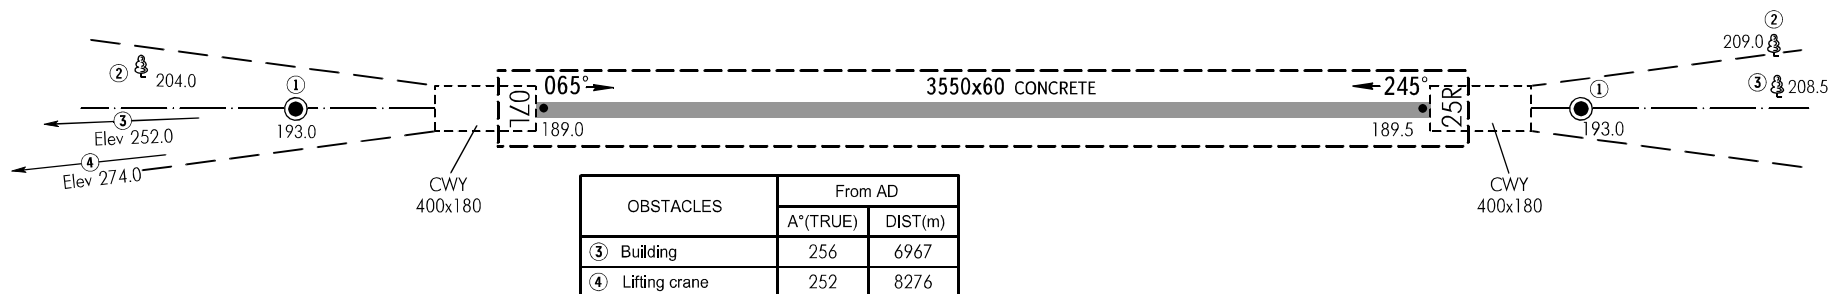 ②
209.0
②
204.0
①
065°
3550x60 CONCRETE
245°
①
③
208.5
③
Elev 252.0
193.0
07L
189.0
189.5
25R
193.0
④
Elev 274.0
CWY
400x180
CWY
400x180
OBSTACLES
From AD
A°(TRUE) DIST(m)
③ Building 256 6967
④ Lifting crane 252 8276